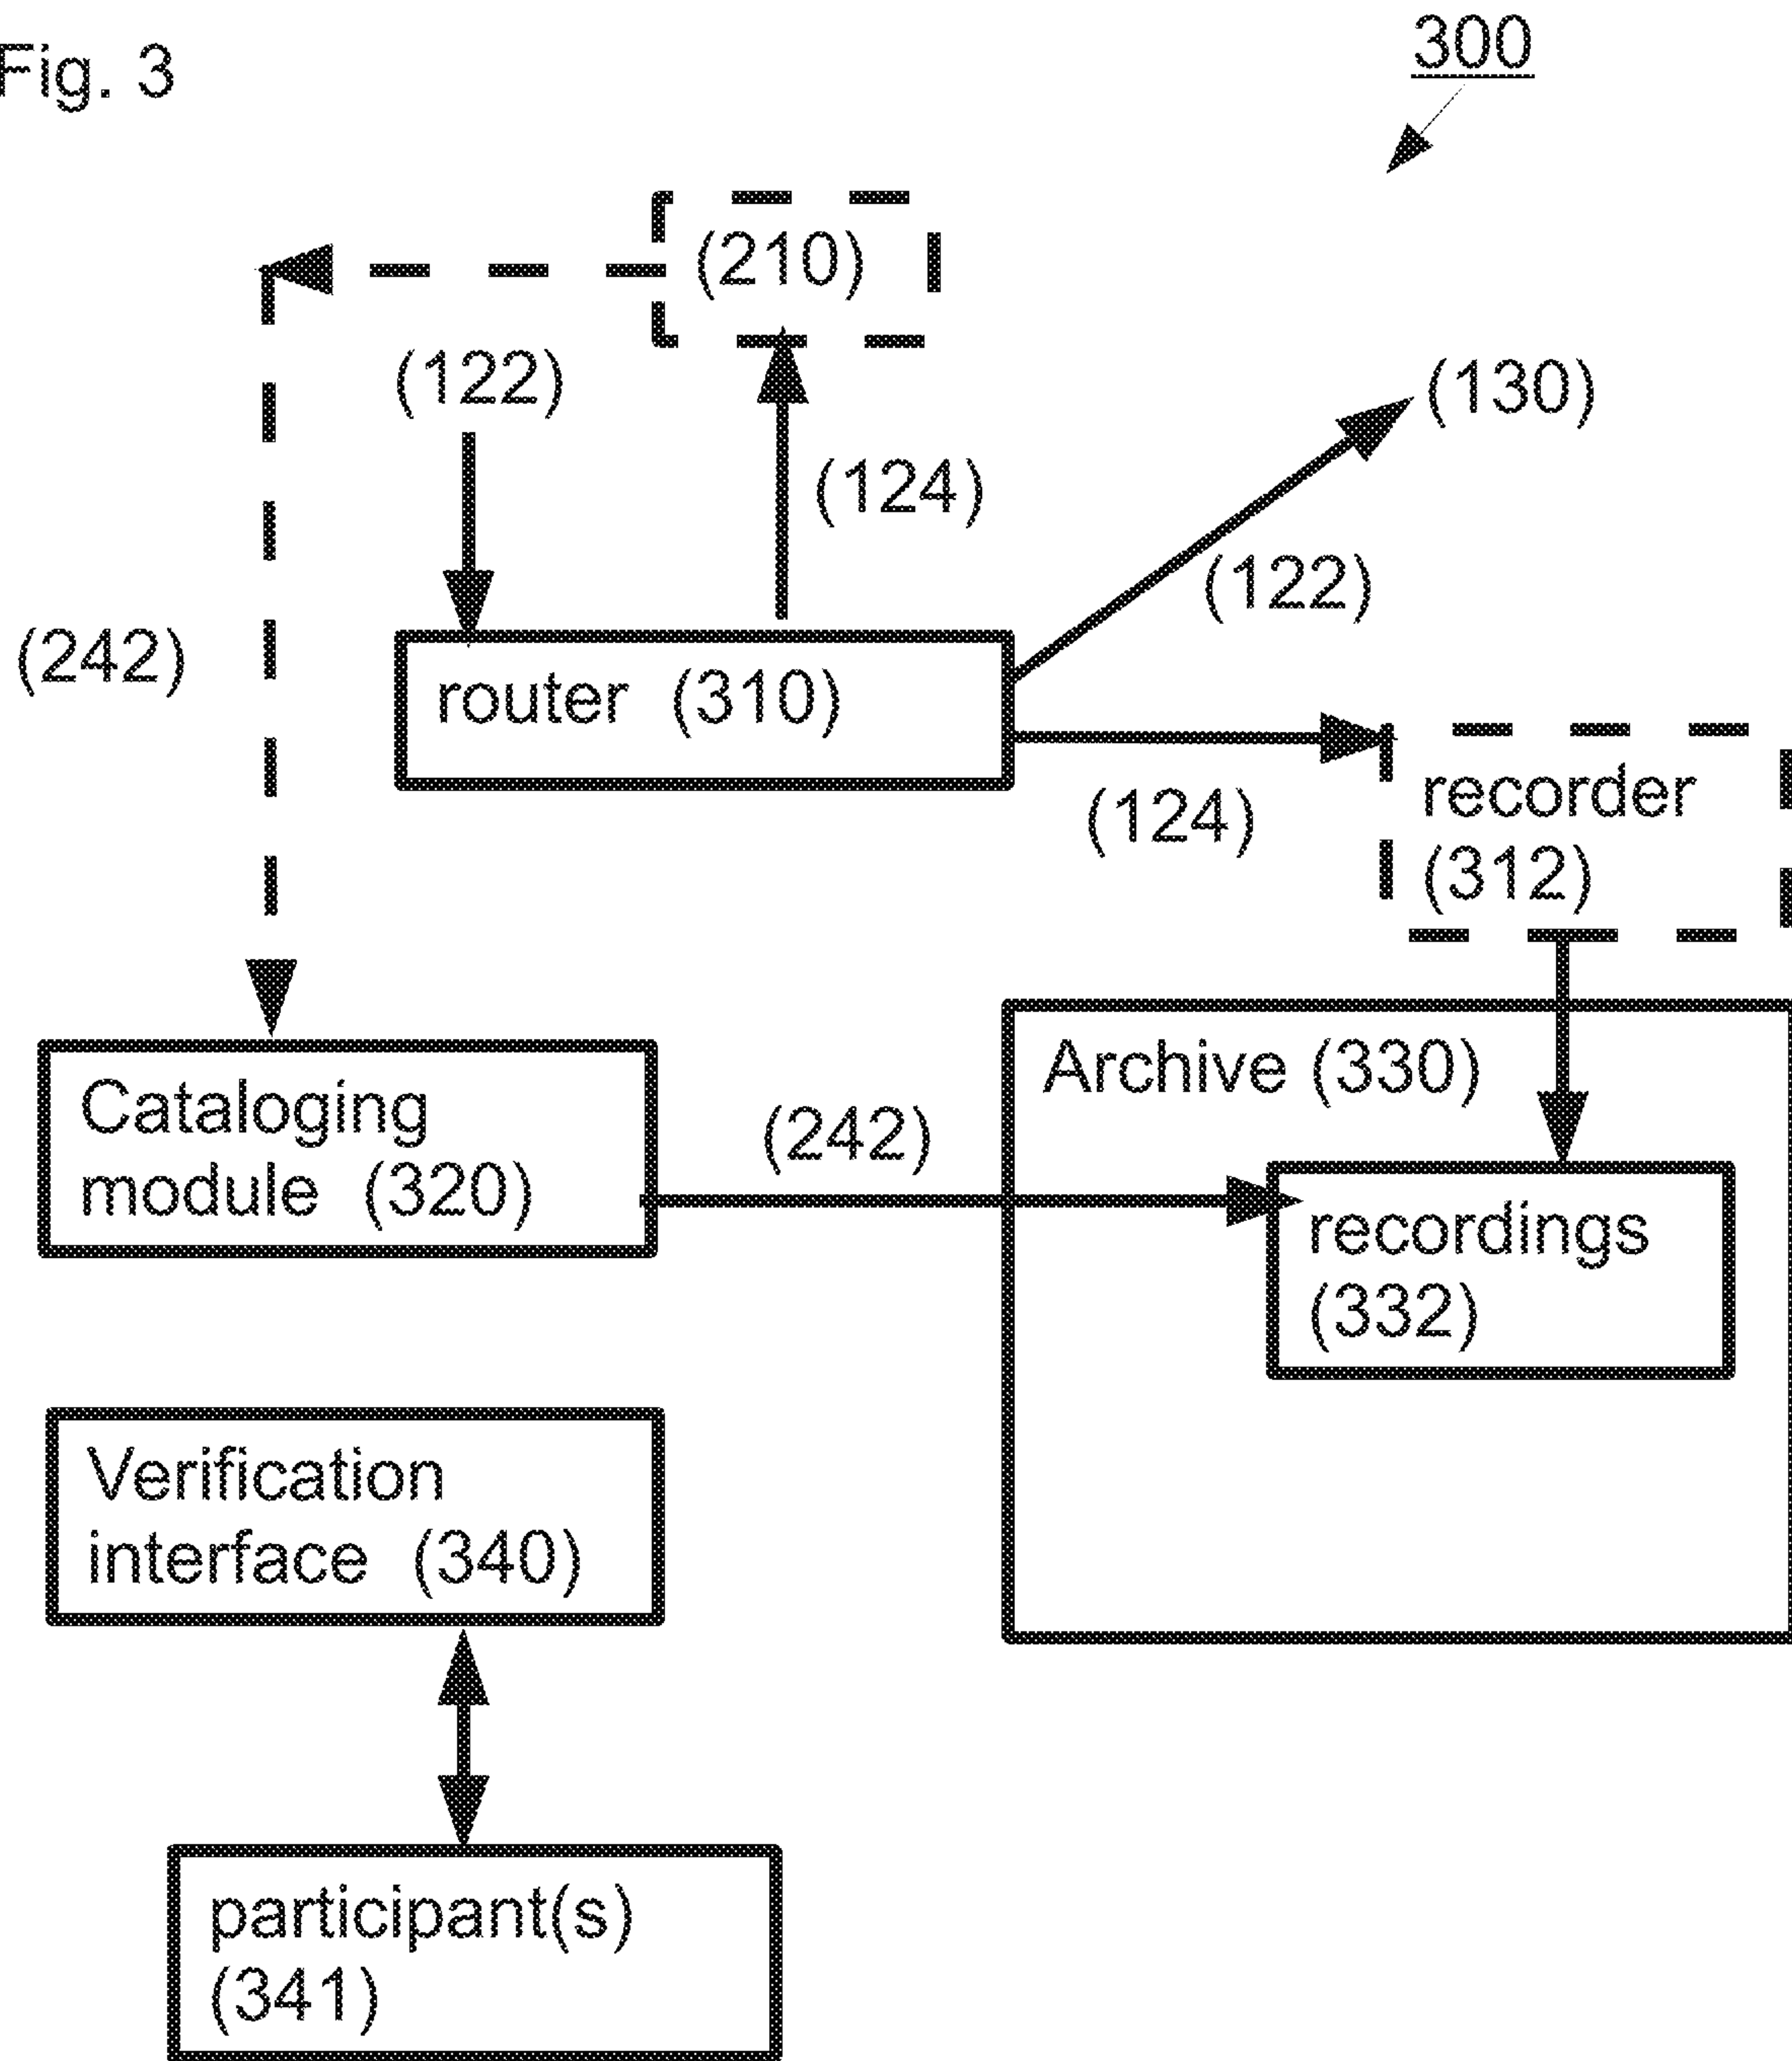 Fig. 3
300
(210)
(122)
(130)
(124)
(122)
(242)
router (310)
(124)
recorder
(312)
Archive (330)
Cataloging
module (320)
(242)
recordings
(332)
Verification
interface (340)
participant(s)
(341)